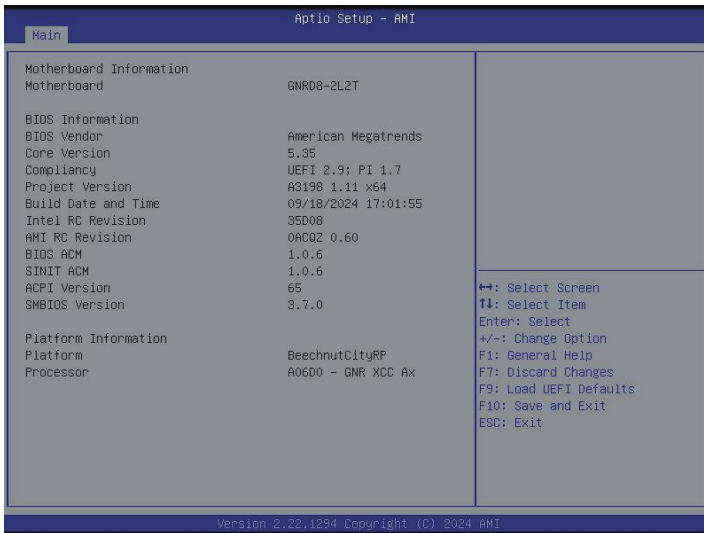 Aptio Setup - AMI
Main
Motherboard Information
Motherboard GNRD8-2L2T
BIOS Information
BIOS Vendor American Megatrends
Core Version 5.35
Compliancy UEFI 2.9; PI 1.7
Project Version A3198 1.11 x64
Build Date and Time 09/18/2024 17:01:55
Intel RC Revision 35D08
AMI RC Revision 0ACQZ 0.60
BIOS ACM 1.0.6
SINIT ACM 1.0.6
ACPI Version 65
SMBIOS Version 3.7.0
Platform Information
Platform BeechnutCityRP
Processor A06D0 - GNR XCC Ax
↔: Select Screen
↑↓: Select Item
Enter: Select
+/-: Change Option
F1: General Help
F7: Discard Changes
F9: Load UEFI Defaults
F10: Save and Exit
ESC: Exit
Version 2.22.1294 Copyright (C) 2024 AMI